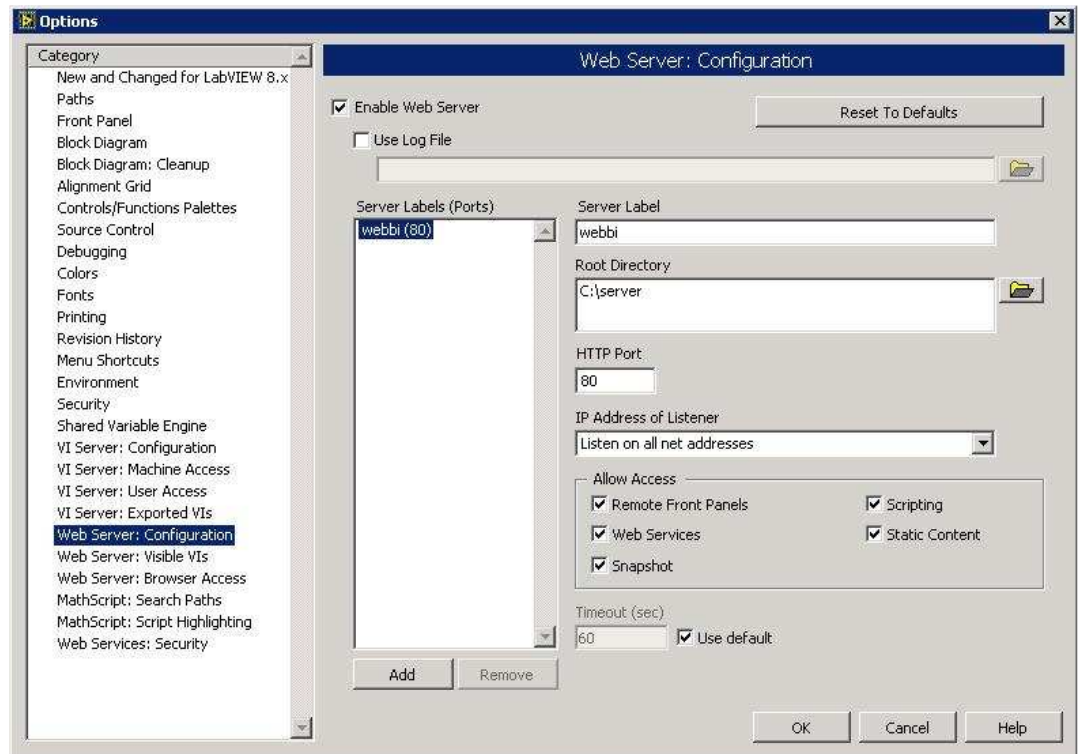 Options
Category
New and Changed for LabVIEW 8.x
Paths
Front Panel
Block Diagram
Block Diagram: Cleanup
Alignment Grid
Controls/Functions Palettes
Source Control
Debugging
Colors
Fonts
Printing
Revision History
Menu Shortcuts
Environment
Security
Shared Variable Engine
VI Server: Configuration
VI Server: Machine Access
VI Server: User Access
VI Server: Exported VIs
Web Server: Configuration
Web Server: Visible VIs
Web Server: Browser Access
MathScript: Search Paths
MathScript: Script Highlighting
Web Services: Security
Web Server: Configuration
Enable Web Server
Reset To Defaults
Use Log File
Server Labels (Ports)
webbi (80)
Add
Remove
Server Label
webbi
Root Directory
C:\server
HTTP Port
80
IP Address of Listener
Listen on all net addresses
Allow Access
Remote Front Panels
Scripting
Web Services
Static Content
Snapshot
Timeout (sec)
60
Use default
OK
Cancel
Help